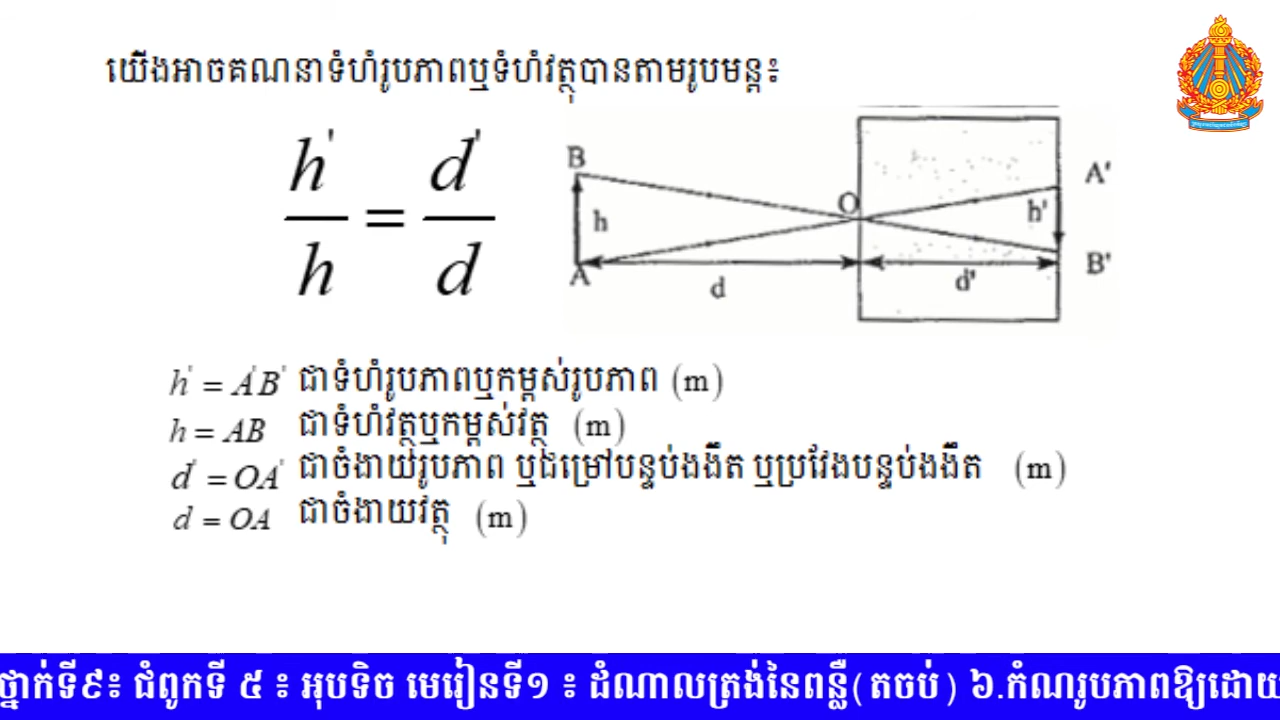 យើងអាចគណនាទំហំរូបភាពឬទំហំវត្ថុបានតាមរូបមន្ត៖
h' / h = d' / d
B
h
A
d
O
d'
A'
h'
B'
h' = A'B' ជាទំហំរូបភាពឬកម្ពស់រូបភាព (m)
h = AB ជាទំហំវត្ថុឬកម្ពស់វត្ថុ (m)
d' = OA' ជាចំងាយរូបភាព ឬជម្រៅបន្ទប់ងងឹត ឬប្រវែងបន្ទប់ងងឹត (m)
d = OA ជាចំងាយវត្ថុ (m)
ថ្នាក់ទី៩៖ ជំពូកទី ៥ ៖ អុបទិច មេរៀនទី១ ៖ ដំណាលត្រង់នៃពន្លឺ(តចប់) ៦.កំណរូបភាពឱ្យដោយ